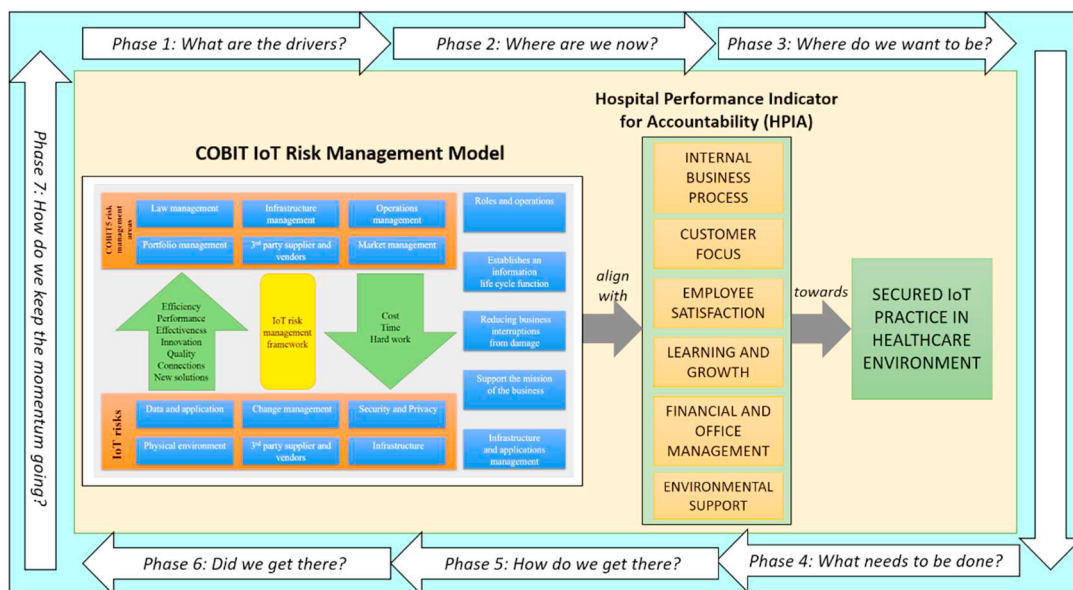 Phase 1: What are the drivers?
Phase 2: Where are we now?
Phase 3: Where do we want to be?
Hospital Performance Indicator
for Accountability (HPIA)
COBIT IoT Risk Management Model
COBIT5 risk
management
areas
Law management
Infrastructure
management
Operations
management
Portfolio management
3rd party supplier and
vendors
Market management
Efficiency
Performance
Effectiveness
Innovation
Quality
Connections
New solutions
IoT risk
management
framework
Cost
Time
Hard work
IoT risks
Data and application
Change management
Security and Privacy
Physical environment
3rd party supplier and
vendors
Infrastructure
Roles and operations
Establishes an
information
life cycle function
Reducing business
interruptions
from damage
Support the mission
of the business
Infrastructure
and applications
management
align
with
INTERNAL
BUSINESS
PROCESS
CUSTOMER
FOCUS
EMPLOYEE
SATISFACTION
LEARNING AND
GROWTH
FINANCIAL AND
OFFICE
MANAGEMENT
ENVIRONMENTAL
SUPPORT
towards
SECURED IoT
PRACTICE IN
HEALTHCARE
ENVIRONMENT
Phase 4: What needs to be done?
Phase 5: How do we get there?
Phase 6: Did we get there?
Phase 7: How do we keep the momentum going?